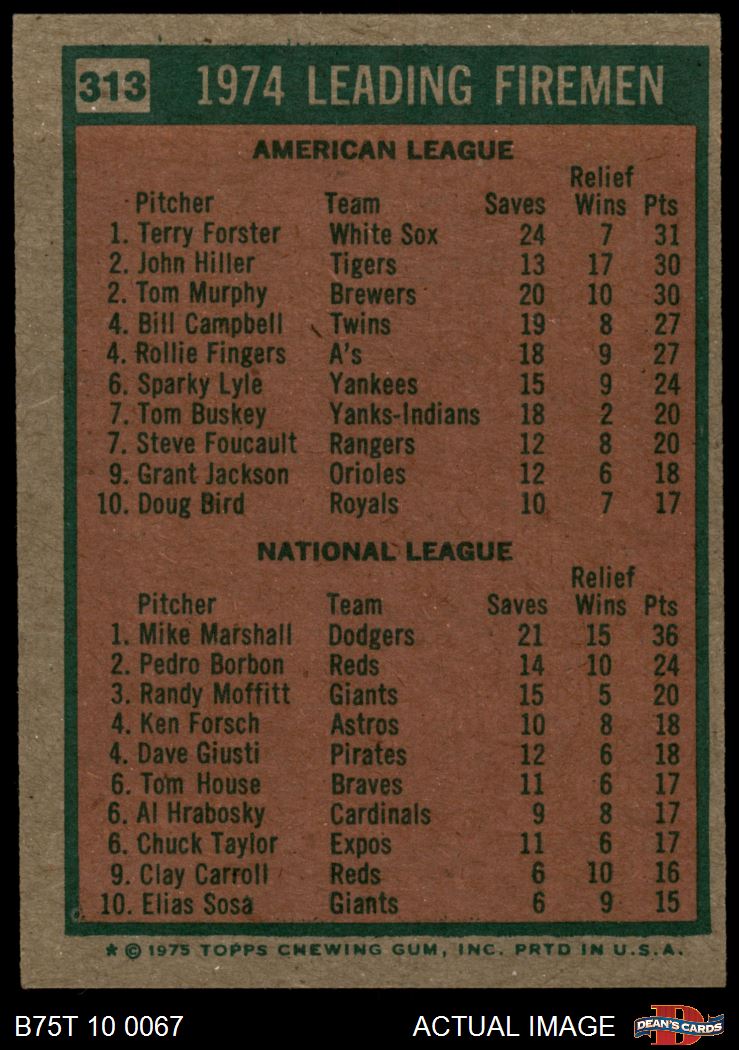 313 1974 LEADING FIREMEN
AMERICAN LEAGUE
Relief
Pitcher Team Saves Wins Pts
1. Terry Forster White Sox 24 7 31
2. John Hiller Tigers 13 17 30
2. Tom Murphy Brewers 20 10 30
4. Bill Campbell Twins 19 8 27
4. Rollie Fingers A's 18 9 27
6. Sparky Lyle Yankees 15 9 24
7. Tom Buskey Yanks-Indians 18 2 20
7. Steve Foucault Rangers 12 8 20
9. Grant Jackson Orioles 12 6 18
10. Doug Bird Royals 10 7 17
NATIONAL LEAGUE
Relief
Pitcher Team Saves Wins Pts
1. Mike Marshall Dodgers 21 15 36
2. Pedro Borbon Reds 14 10 24
3. Randy Moffitt Giants 15 5 20
4. Ken Forsch Astros 10 8 18
4. Dave Giusti Pirates 12 6 18
6. Tom House Braves 11 6 17
6. Al Hrabosky Cardinals 9 8 17
6. Chuck Taylor Expos 11 6 17
9. Clay Carroll Reds 6 10 16
10. Elias Sosa Giants 6 9 15
★ © 1975 TOPPS CHEWING GUM, INC. PRTD IN U.S.A.
B75T 10 0067 ACTUAL IMAGE D DEAN'S CARDS